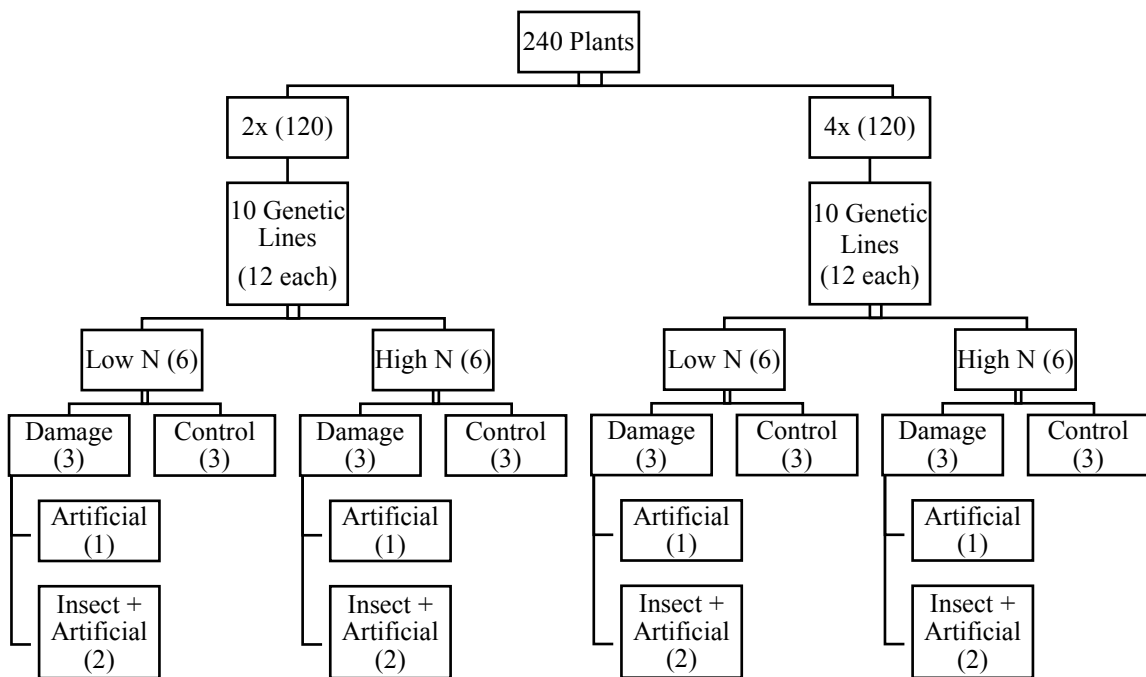 240 Plants
2x (120)
4x (120)
10 Genetic
Lines
(12 each)
10 Genetic
Lines
(12 each)
Low N (6)
High N (6)
Low N (6)
High N (6)
Damage
(3)
Control
(3)
Damage
(3)
Control
(3)
Damage
(3)
Control
(3)
Damage
(3)
Control
(3)
Artificial
(1)
Artificial
(1)
Artificial
(1)
Artificial
(1)
Insect +
Artificial
(2)
Insect +
Artificial
(2)
Insect +
Artificial
(2)
Insect +
Artificial
(2)